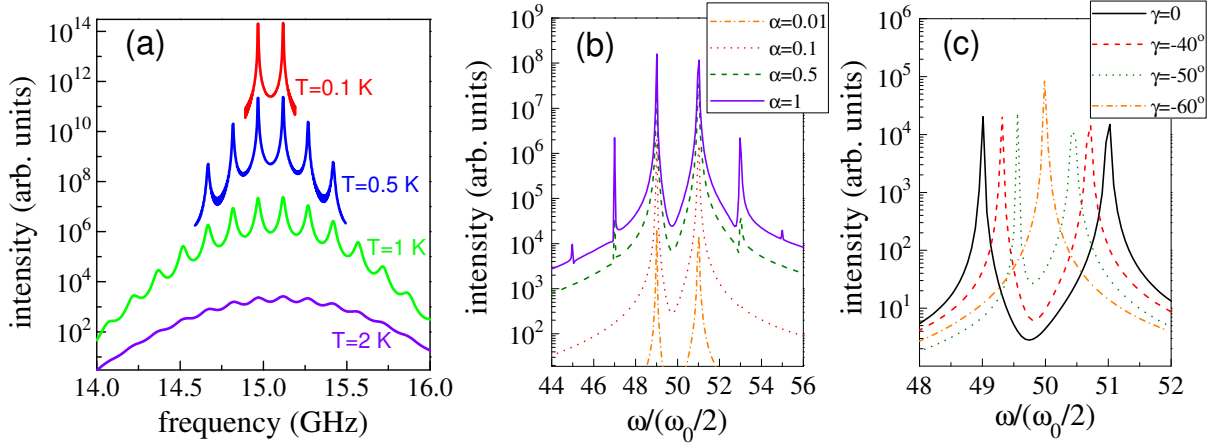 (a)
intensity (arb. units)
10^14
10^12
10^10
10^8
10^6
10^4
10^2
T=0.1 K
T=0.5 K
T=1 K
T=2 K
14.0 14.5 15.0 15.5 16.0
frequency (GHz)
(b)
intensity (arb. units)
10^9
10^8
10^7
10^6
10^5
10^4
10^3
10^2
α=0.01
α=0.1
α=0.5
α=1
44 46 48 50 52 54 56
ω/(ω_0/2)
(c)
intensity (arb. units)
10^6
10^5
10^4
10^3
10^2
10^1
γ=0
γ=-40°
γ=-50°
γ=-60°
48 49 50 51 52
ω/(ω_0/2)